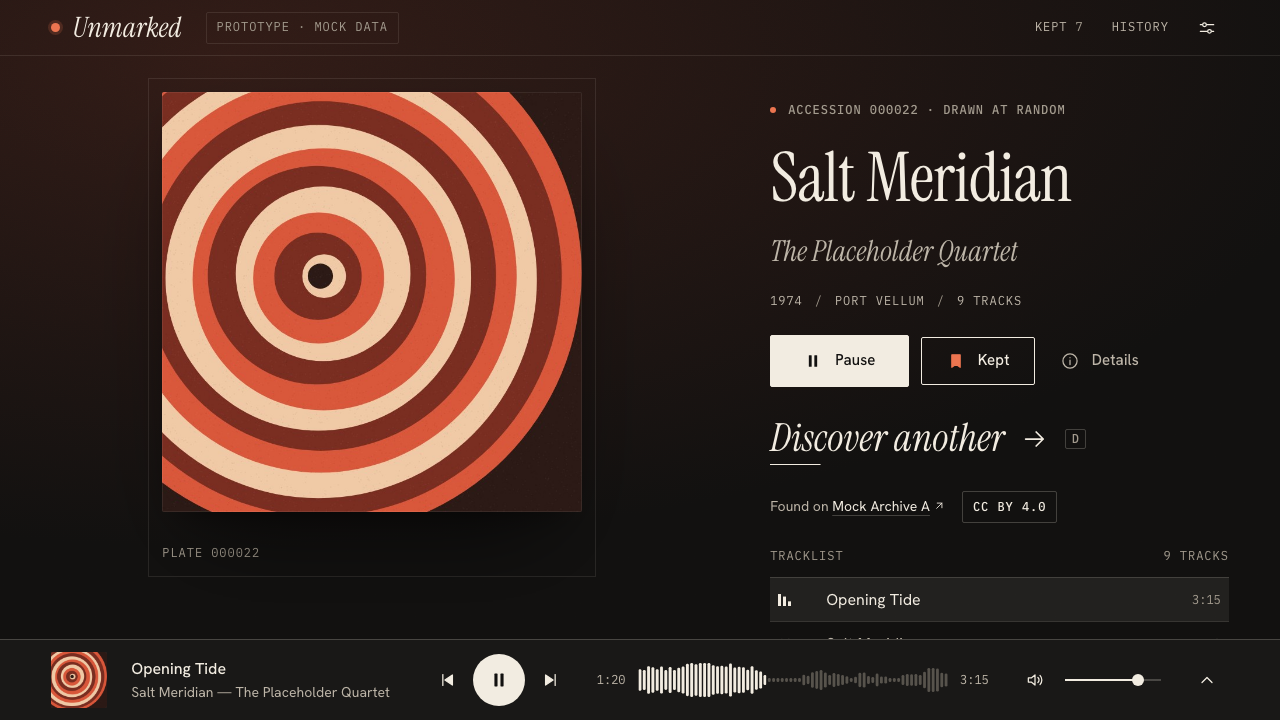 Unmarked
PROTOTYPE · MOCK DATA
KEPT 7
HISTORY
PLATE 000022
ACCESSION 000022 · DRAWN AT RANDOM
Salt Meridian
The Placeholder Quartet
1974 / PORT VELLUM / 9 TRACKS
Pause
Kept
Details
Discover another → D
Found on Mock Archive A ↗ CC BY 4.0
TRACKLIST 9 TRACKS
Opening Tide 3:15
Opening Tide
Salt Meridian — The Placeholder Quartet
1:20
3:15